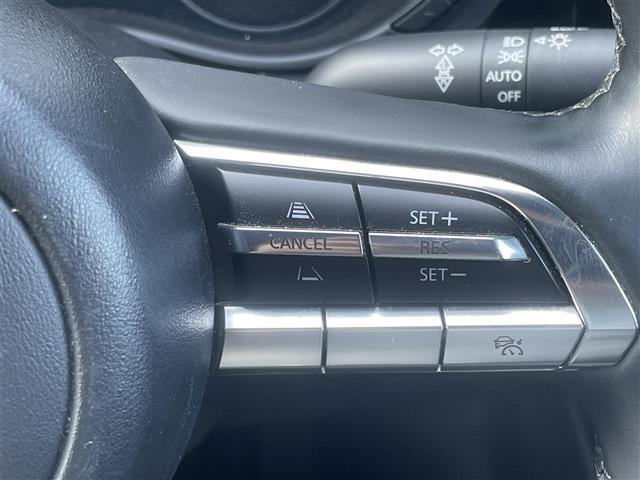 AUTO
OFF
SET+
CANCEL
RES
SET-